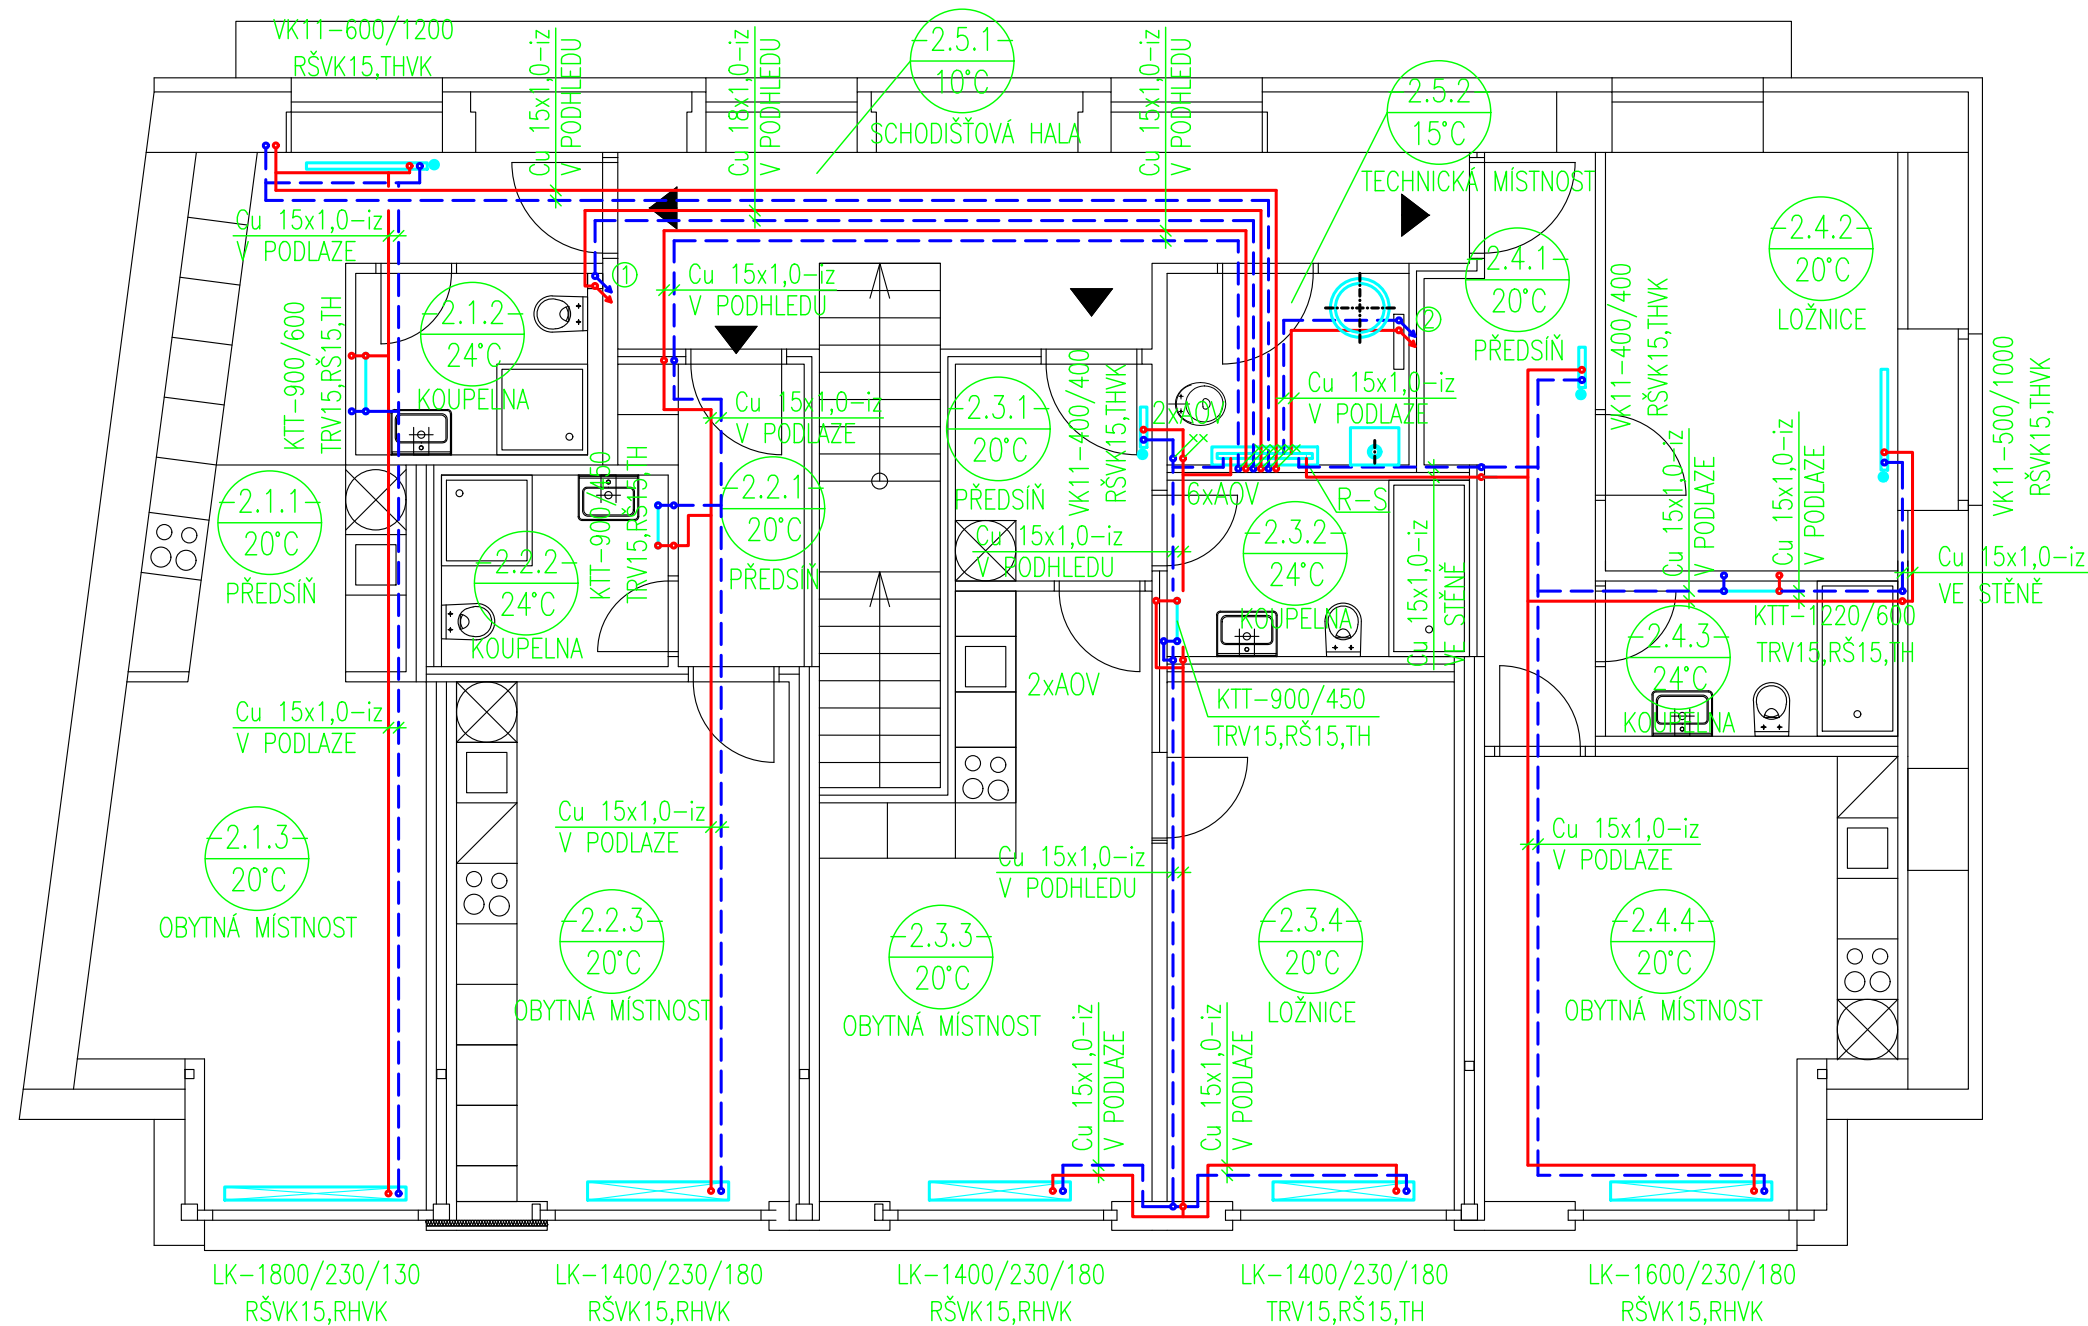 VK11-600/1200
RŠVK15,THVK
Cu 15x1,0-iz
V PODHLEDU
Cu 18x1,0-iz
V PODHLEDU
-2.5.1-
10°C
SCHODIŠŤOVÁ HALA
Cu 15x1,0-iz
V PODHLEDU
-2.5.2-
15°C
TECHNICKÁ MÍSTNOST
Cu 15x1,0-iz
V PODLAZE
KTT-900/600
TRV15,RŠ15,TH
-2.1.2-
24°C
KOUPELNA
1
Cu 15x1,0-iz
V PODHLEDU
Cu 15x1,0-iz
V PODLAZE
-2.3.1-
20°C
PŘEDSÍŇ
VK11-400/400
RŠVK15,THVK
2xAOV
Cu 15x1,0-iz
V PODLAZE
2
-2.4.1-
20°C
PŘEDSÍŇ
VK11-400/400
RŠVK15,THVK
-2.4.2-
20°C
LOŽNICE
VK11-500/1000
RŠVK15,THVK
-2.1.1-
20°C
PŘEDSÍŇ
-2.2.2-
24°C
KOUPELNA
KTT-900/450
TRV15,RŠ15,TH
-2.2.1-
20°C
PŘEDSÍŇ
Cu 15x1,0-iz
V PODHLEDU
6xAOV
R-S
-2.3.2-
24°C
KOUPELNA
Cu 15x1,0-iz
VE STĚNĚ
Cu 15x1,0-iz
V PODLAZE
Cu 15x1,0-iz
V PODLAZE
Cu 15x1,0-iz
VE STĚNĚ
KTT-1220/600
TRV15,RŠ15,TH
-2.4.3-
24°C
KOUPELNA
2xAOV
KTT-900/450
TRV15,RŠ15,TH
Cu 15x1,0-iz
V PODLAZE
-2.1.3-
20°C
OBYTNÁ MÍSTNOST
Cu 15x1,0-iz
V PODLAZE
-2.2.3-
20°C
OBYTNÁ MÍSTNOST
Cu 15x1,0-iz
V PODHLEDU
-2.3.3-
20°C
OBYTNÁ MÍSTNOST
-2.3.4-
20°C
LOŽNICE
Cu 15x1,0-iz
V PODLAZE
-2.4.4-
20°C
OBYTNÁ MÍSTNOST
Cu 15x1,0-iz
V PODLAZE
Cu 15x1,0-iz
V PODLAZE
LK-1800/230/130
RŠVK15,RHVK
LK-1400/230/180
RŠVK15,RHVK
LK-1400/230/180
RŠVK15,RHVK
LK-1400/230/180
TRV15,RŠ15,TH
LK-1600/230/180
RŠVK15,RHVK